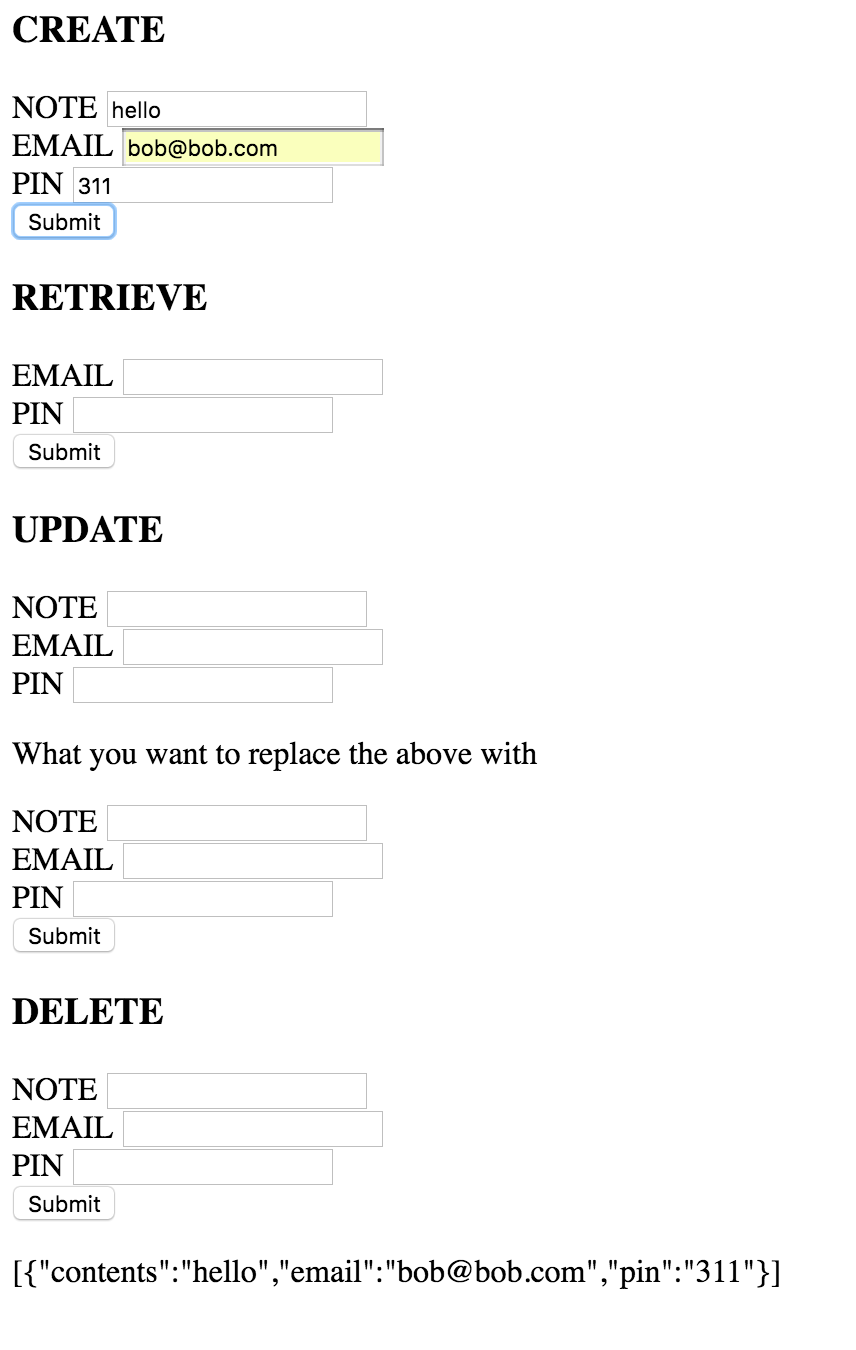 CREATE
NOTE hello
EMAIL bob@bob.com
PIN 311
Submit
RETRIEVE
EMAIL
PIN
Submit
UPDATE
NOTE
EMAIL
PIN
What you want to replace the above with
NOTE
EMAIL
PIN
Submit
DELETE
NOTE
EMAIL
PIN
Submit
[{"contents":"hello","email":"bob@bob.com","pin":"311"}]